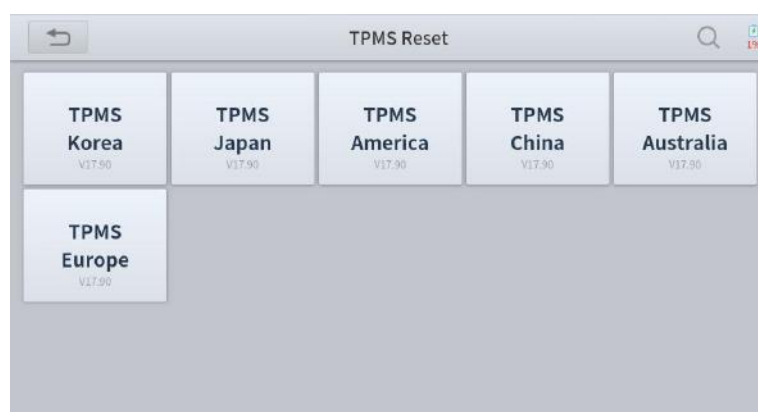 TPMS Reset
TPMS
Korea
V17.90
TPMS
Japan
V17.90
TPMS
America
V17.90
TPMS
China
V17.90
TPMS
Australia
V17.90
TPMS
Europe
V17.90